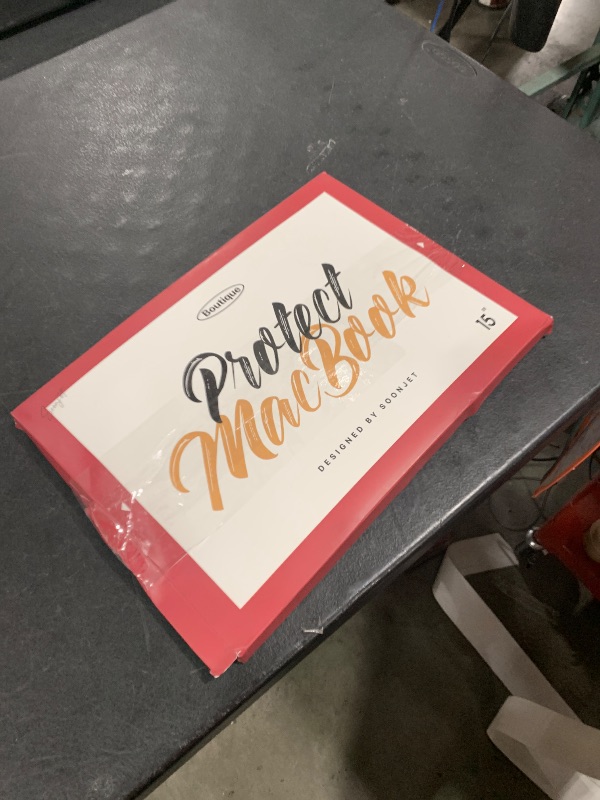 Boutique
Protect
MacBook
DESIGNED BY SOONJET
15"